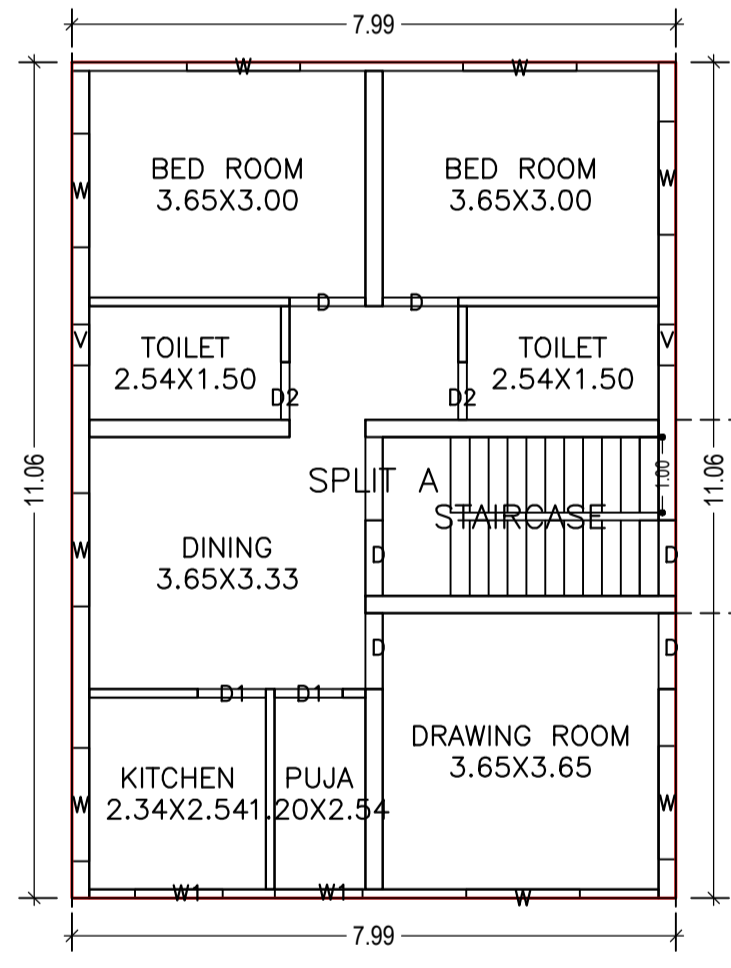 7.99
W W
BED ROOM
3.65X3.00
BED ROOM
3.65X3.00
W W
D D
V V
TOILET
2.54X1.50
TOILET
2.54X1.50
D2 D2
11.06
11.06
SPLIT A
1.00
STAIRCASE
DINING
3.65X3.33
W D D
D D
D1 D1
DRAWING ROOM
3.65X3.65
KITCHEN
2.34X2.54
PUJA
1.20X2.54
W W
W1 W1 W
7.99